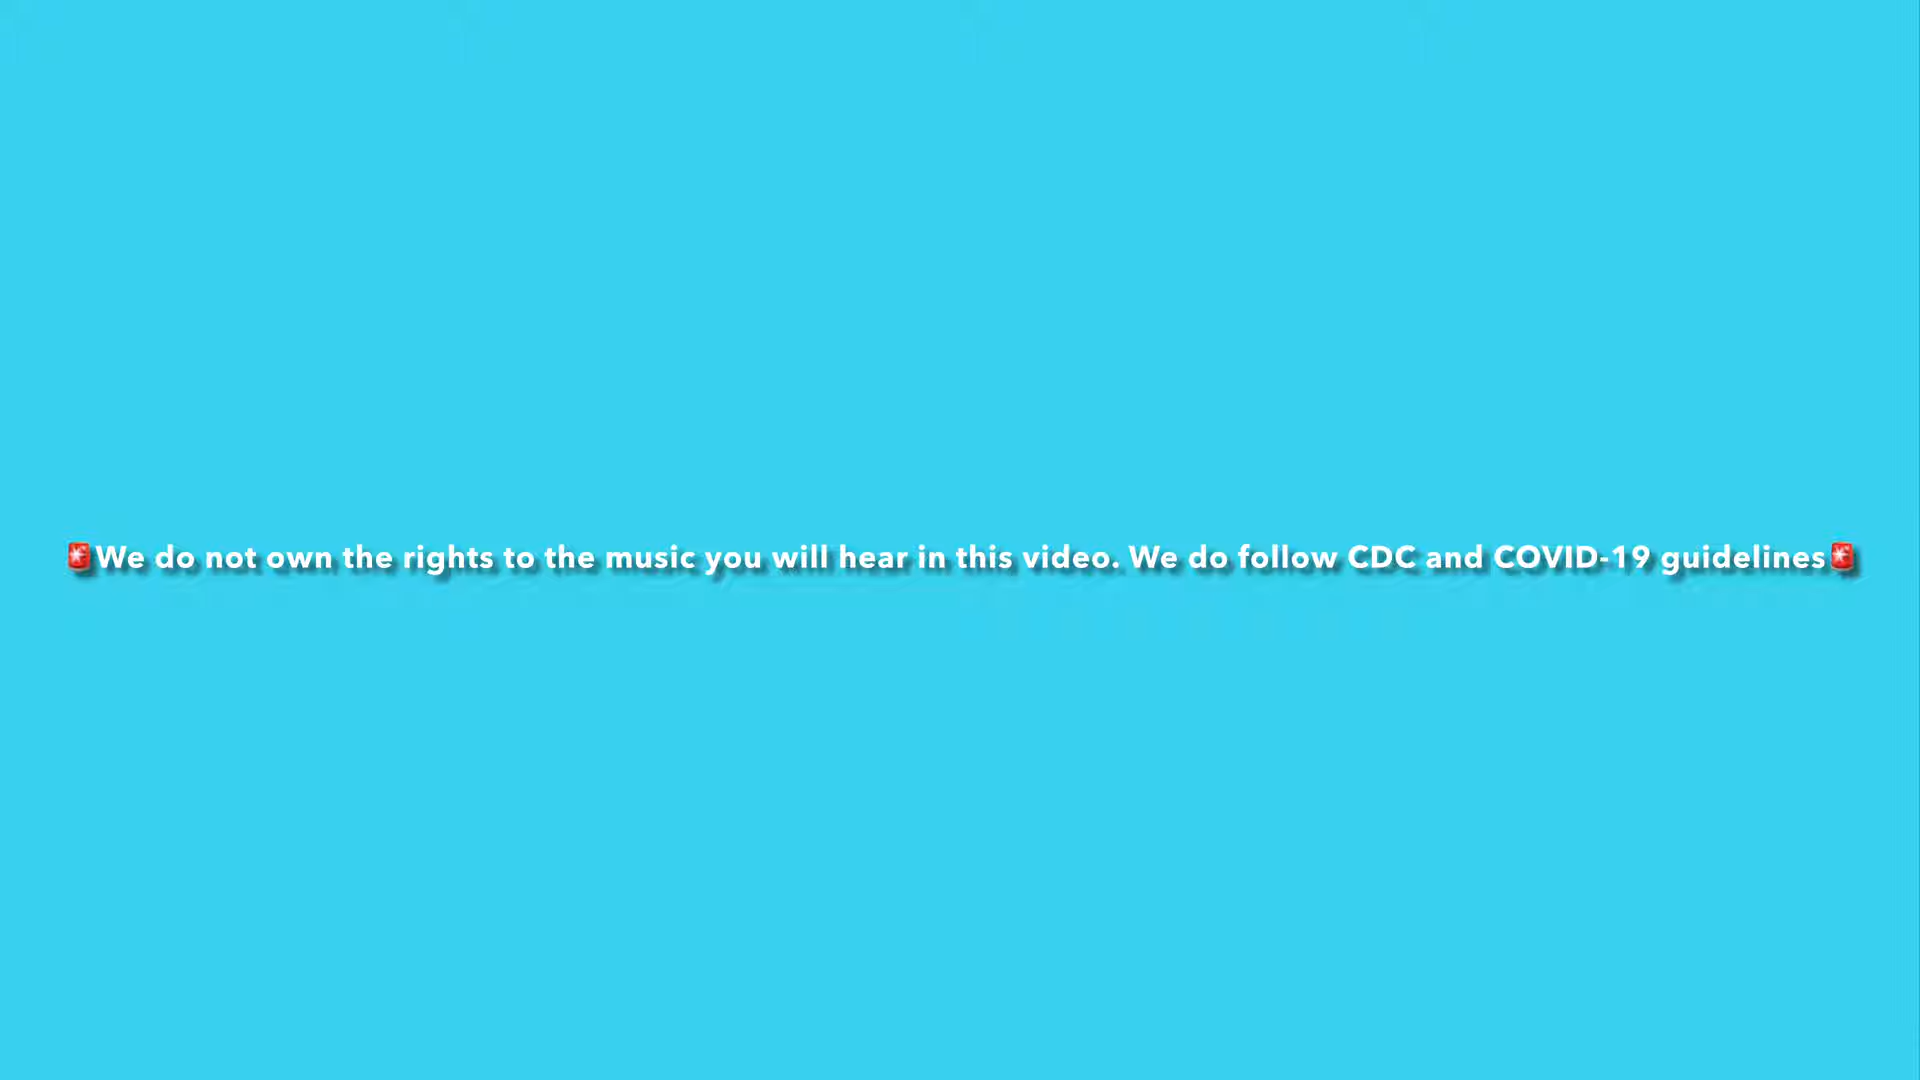 🚨We do not own the rights to the music you will hear in this video. We do follow CDC and COVID-19 guidelines🚨